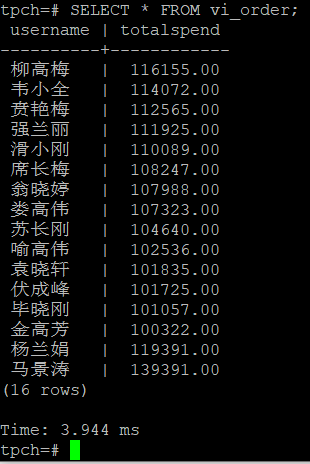 tpch=# SELECT * FROM vi_order;
username | totalspend
----------+------------
柳高梅 | 116155.00
韦小全 | 114072.00
贲艳梅 | 112565.00
强兰丽 | 111925.00
滑小刚 | 110089.00
席长梅 | 108247.00
翁晓婷 | 107988.00
娄高伟 | 107323.00
苏长刚 | 104640.00
喻高伟 | 102536.00
袁晓轩 | 101835.00
伏成峰 | 101725.00
毕晓刚 | 101057.00
金高芳 | 100322.00
杨兰娟 | 119391.00
马景涛 | 139391.00
(16 rows)
Time: 3.944 ms
tpch=#